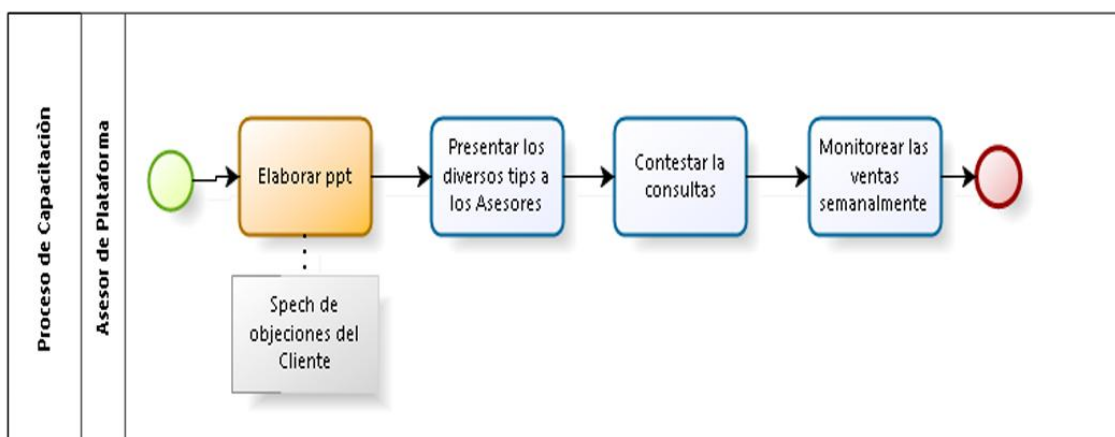 Proceso de Capacitaciòn
Asesor de Plataforma
Elaborar ppt
Presentar los
diversos tips a
los Asesores
Contestar la
consultas
Monitorear las
ventas
semanalmente
Spech de
objeciones del
Cliente